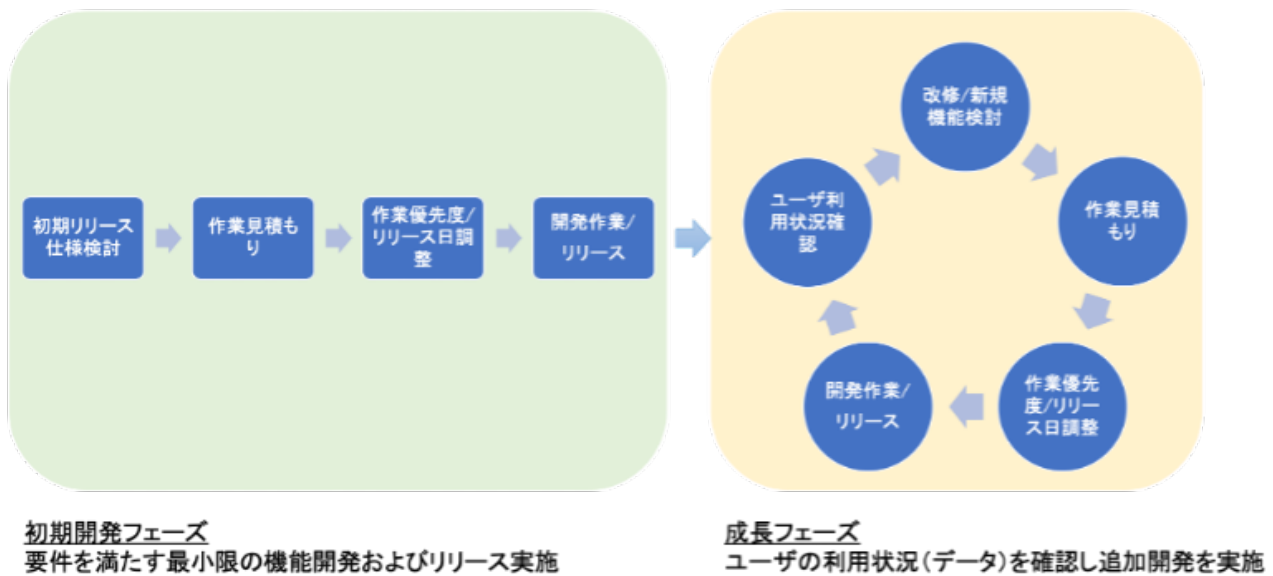 初期リリース
仕様検討
作業見積も
り
作業優先度/
リリース日調
整
開発作業/
リリース
改修/新規
機能検討
作業見積
もり
作業優先
度/リリー
ス日調整
開発作業/
リリース
ユーザ利
用状況確
認
初期開発フェーズ
要件を満たす最小限の機能開発およびリリース実施
成長フェーズ
ユーザの利用状況(データ)を確認し追加開発を実施